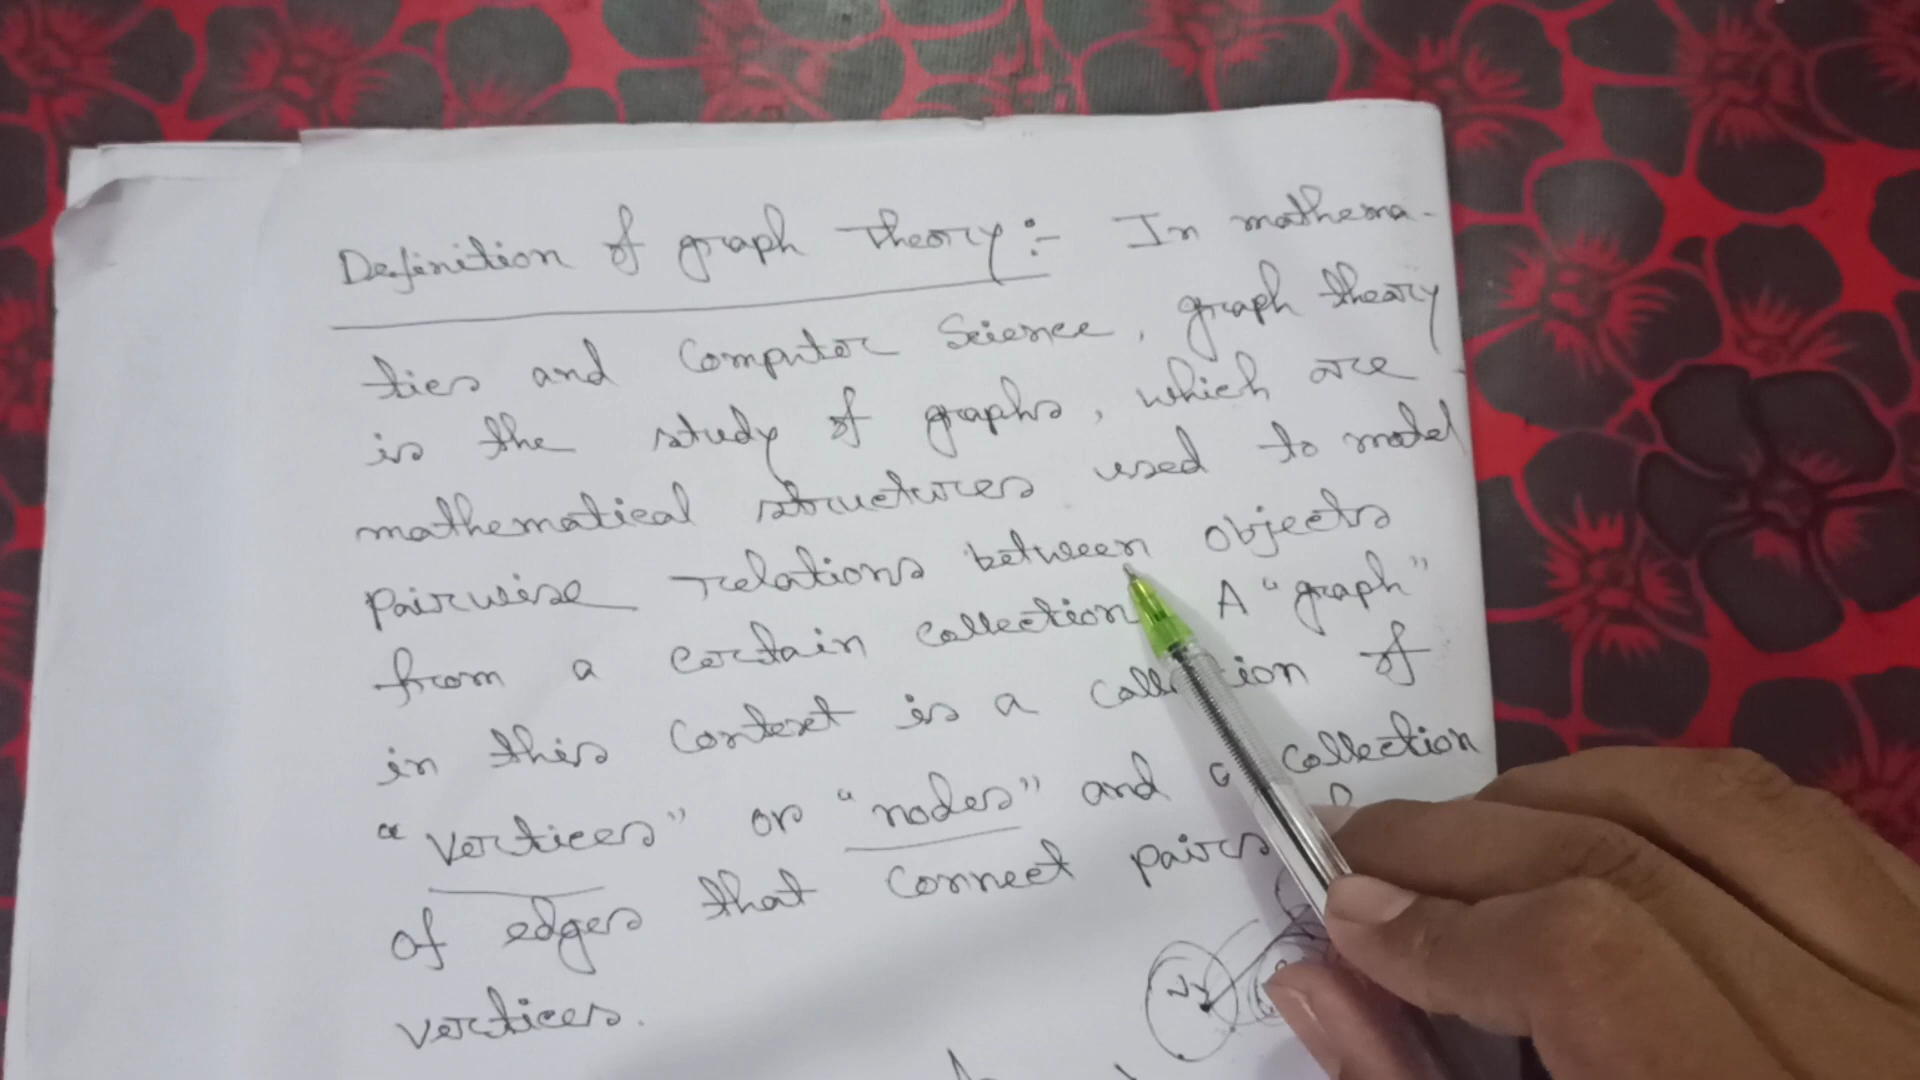 Definition of graph theory :- In mathema-
tics and Computer Science, graph theory
is the study of graphs, which are
mathematical structures used to model
pairwise relations between objects
from a certain collection A "graph"
in this context is a collection of
"vertices" or "nodes" and a collection
of edges that connect pairs
vertices.